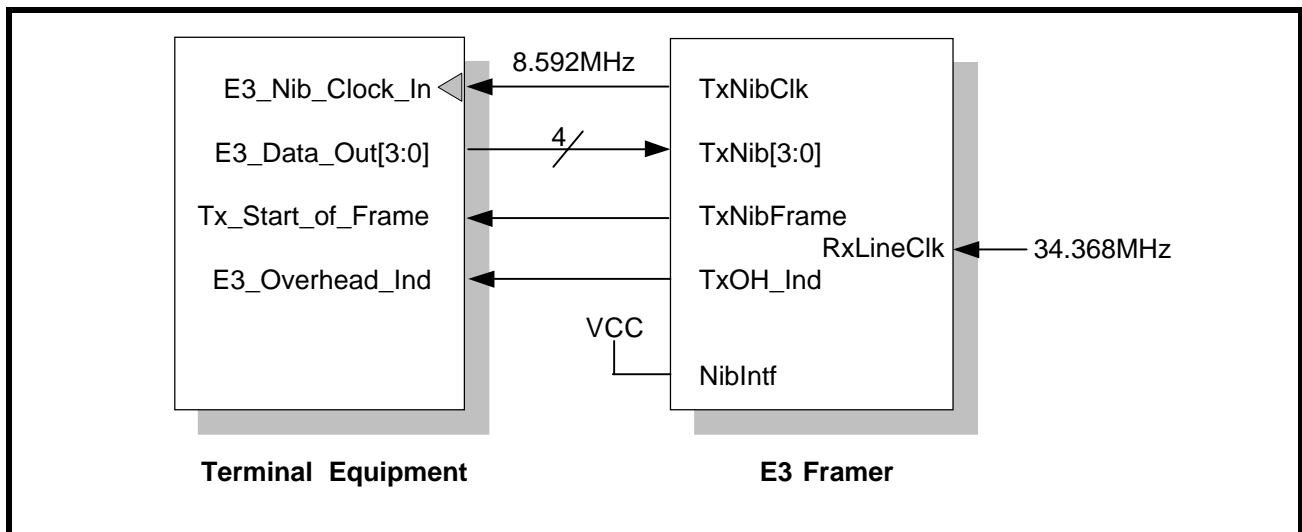 8.592MHz
E3_Nib_Clock_In
TxNibClk
4
E3_Data_Out[3:0]
TxNib[3:0]
Tx_Start_of_Frame
TxNibFrame
RxLineClk
34.368MHz
E3_Overhead_Ind
TxOH_Ind
VCC
NibIntf
Terminal Equipment
E3 Framer